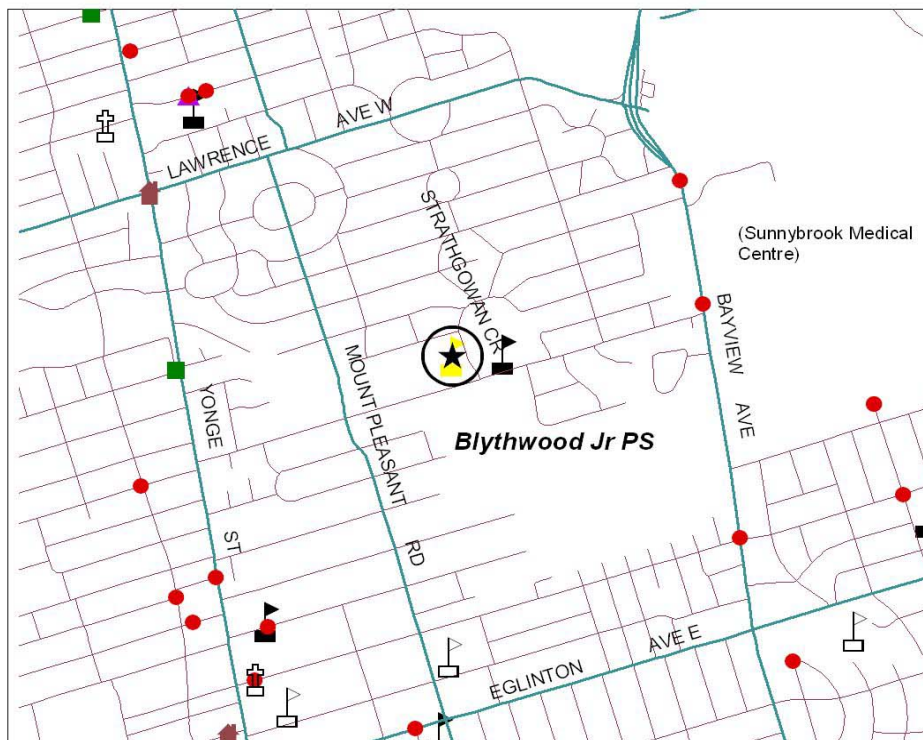 LAWRENCE
AVE W
STRATHGOWAN CR
(Sunnybrook Medical
Centre)
BAYVIEW
AVE
MOUNT PLEASANT
RD
YONGE
ST
Blythwood Jr PS
EGLINTON
AVE E